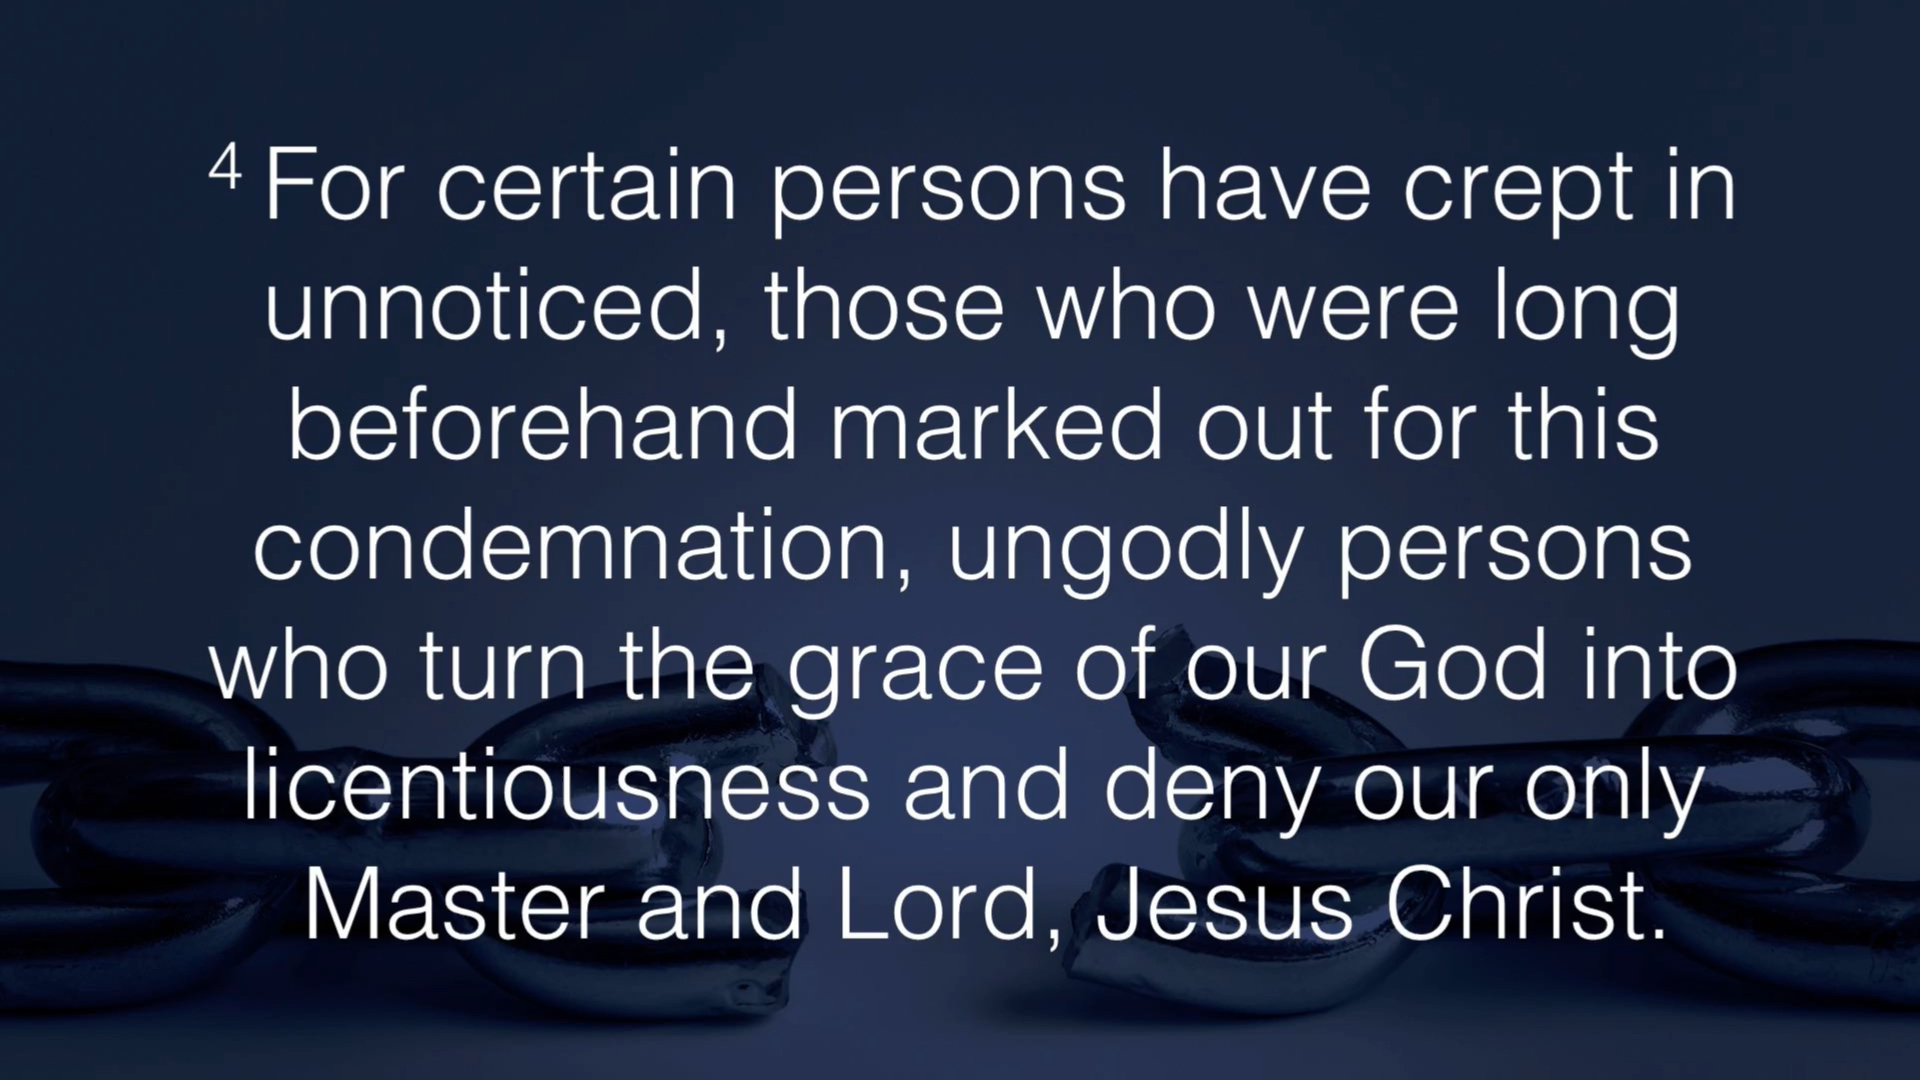 4 For certain persons have crept in
unnoticed, those who were long
beforehand marked out for this
condemnation, ungodly persons
who turn the grace of our God into
licentiousness and deny our only
Master and Lord, Jesus Christ.